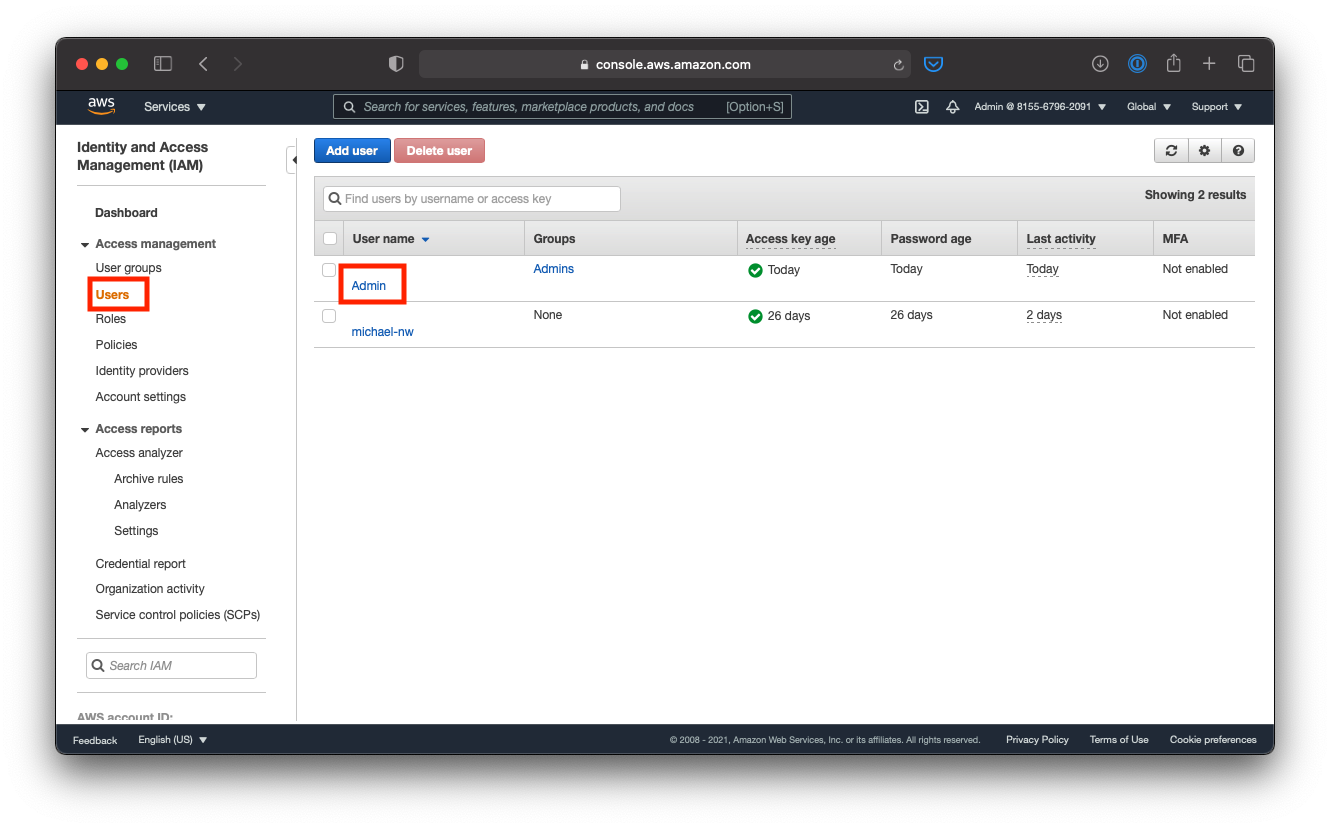 console.aws.amazon.com
aws
Services
Search for services, features, marketplace products, and docs [Option+S]
Admin @ 8155-6796-2091
Global
Support
Identity and Access
Management (IAM)
Dashboard
Access management
User groups
Users
Roles
Policies
Identity providers
Account settings
Access reports
Access analyzer
Archive rules
Analyzers
Settings
Credential report
Organization activity
Service control policies (SCPs)
Search IAM
AWS account ID:
Add user
Delete user
Find users by username or access key
Showing 2 results
User name Groups Access key age Password age Last activity MFA
Admin Admins Today Today Today Not enabled
michael-nw None 26 days 26 days 2 days Not enabled
Feedback English (US) © 2008 - 2021, Amazon Web Services, Inc. or its affiliates. All rights reserved. Privacy Policy Terms of Use Cookie preferences